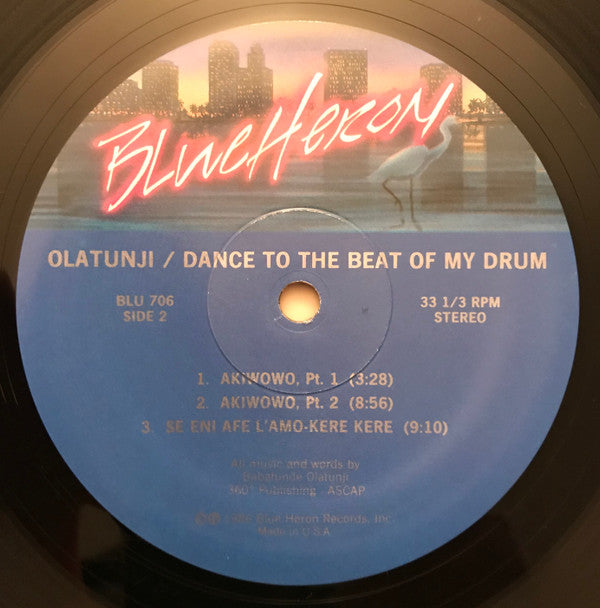 BlueHeron
OLATUNJI / DANCE TO THE BEAT OF MY DRUM
BLU 706
SIDE 2
33 1/3 RPM
STEREO
1. AKIWOWO, Pt. 1 (3:28)
2. AKIWOWO, Pt. 2 (8:56)
3. SE ENI AFE L'AMO-KERE KERE (9:10)
All music and words by
Babatunde Olatunji
360° Publishing - ASCAP
©℗ 1986 Blue Heron Records, Inc.
Made in U.S.A.